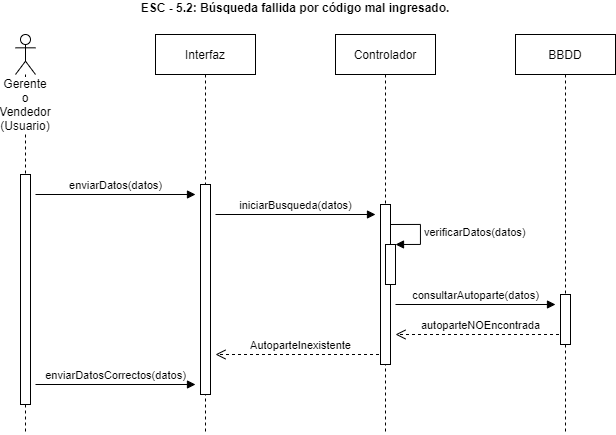 ESC - 5.2: Búsqueda fallida por código mal ingresado.
Interfaz
Controlador
BBDD
Gerente
o
Vendedor
(Usuario)
enviarDatos(datos)
iniciarBusqueda(datos)
verificarDatos(datos)
consultarAutoparte(datos)
autoparteNOEncontrada
AutoparteInexistente
enviarDatosCorrectos(datos)